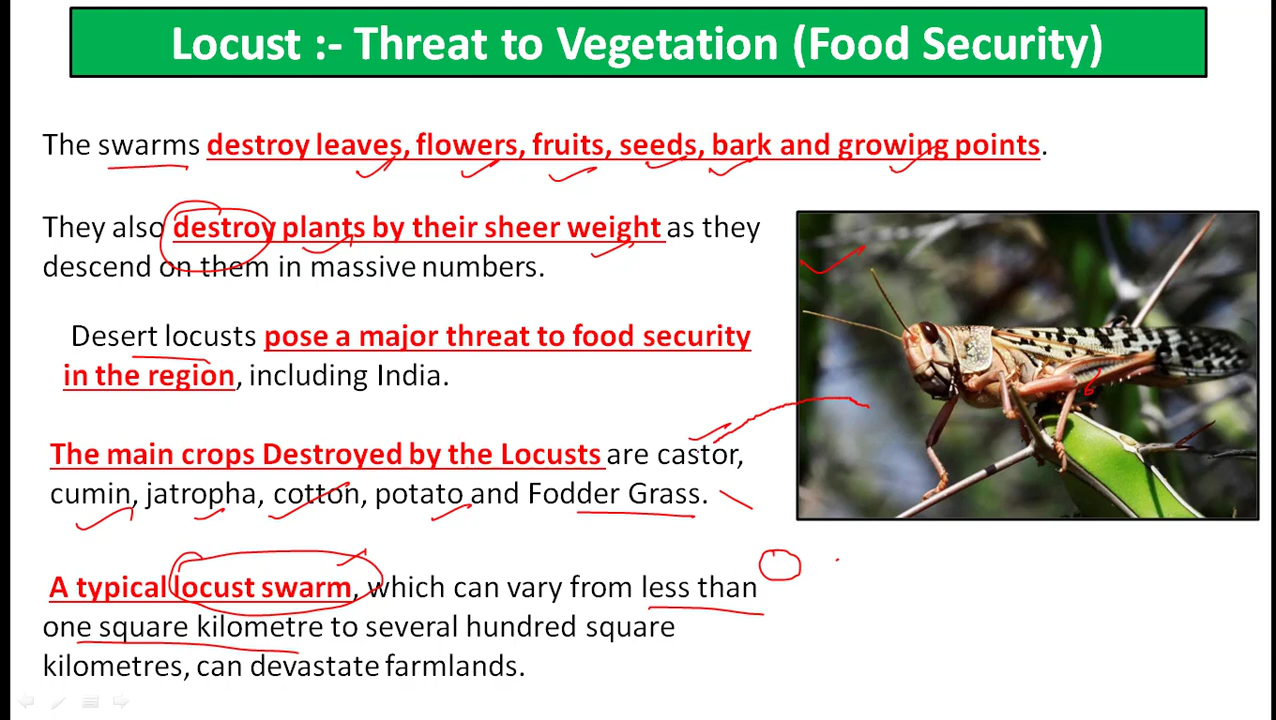 Locust :- Threat to Vegetation (Food Security)
The swarms destroy leaves, flowers, fruits, seeds, bark and growing points.
They also destroy plants by their sheer weight as they
descend on them in massive numbers.
Desert locusts pose a major threat to food security
in the region, including India.
The main crops Destroyed by the Locusts are castor,
cumin, jatropha, cotton, potato and Fodder Grass.
A typical locust swarm, which can vary from less than
one square kilometre to several hundred square
kilometres, can devastate farmlands.